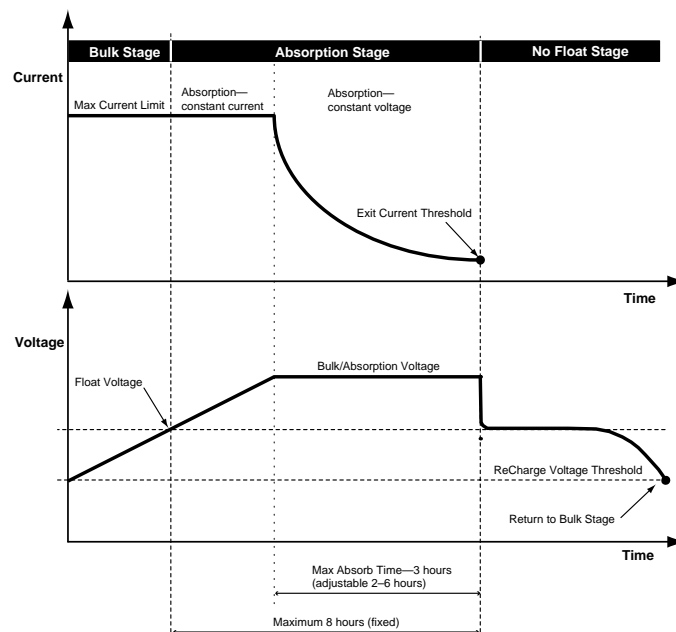 Bulk Stage
Absorption Stage
No Float Stage
Current
Max Current Limit
Absorption—
constant current
Absorption—
constant voltage
Exit Current Threshold
Time
Voltage
Bulk/Absorption Voltage
Float Voltage
ReCharge Voltage Threshold
Return to Bulk Stage
Time
Max Absorb Time—3 hours
(adjustable 2–6 hours)
Maximum 8 hours (fixed)